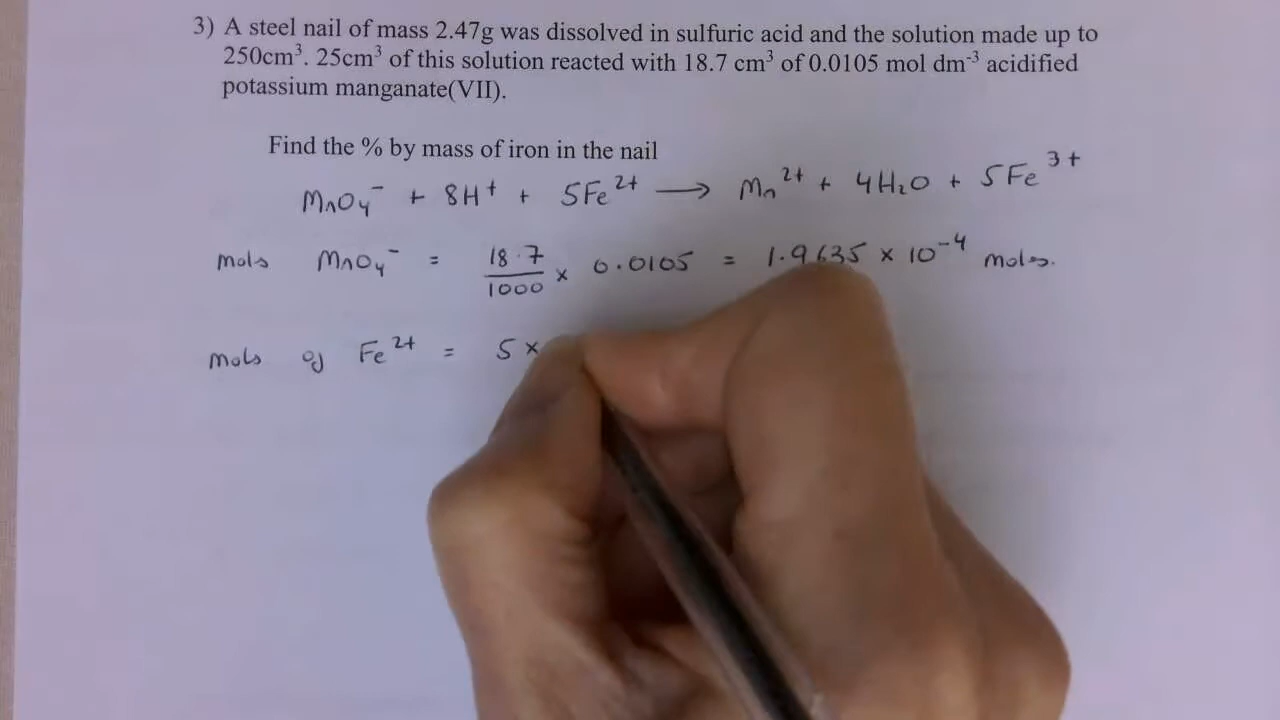 3) A steel nail of mass 2.47g was dissolved in sulfuric acid and the solution made up to
250cm³. 25cm³ of this solution reacted with 18.7 cm³ of 0.0105 mol dm⁻³ acidified
potassium manganate(VII).
Find the % by mass of iron in the nail
MnO₄⁻ + 8H⁺ + 5Fe²⁺ → Mn²⁺ + 4H₂O + 5Fe³⁺
mols MnO₄⁻ = 18.7/1000 × 0.0105 = 1.9635 × 10⁻⁴ moles.
mols of Fe²⁺ = 5 ×